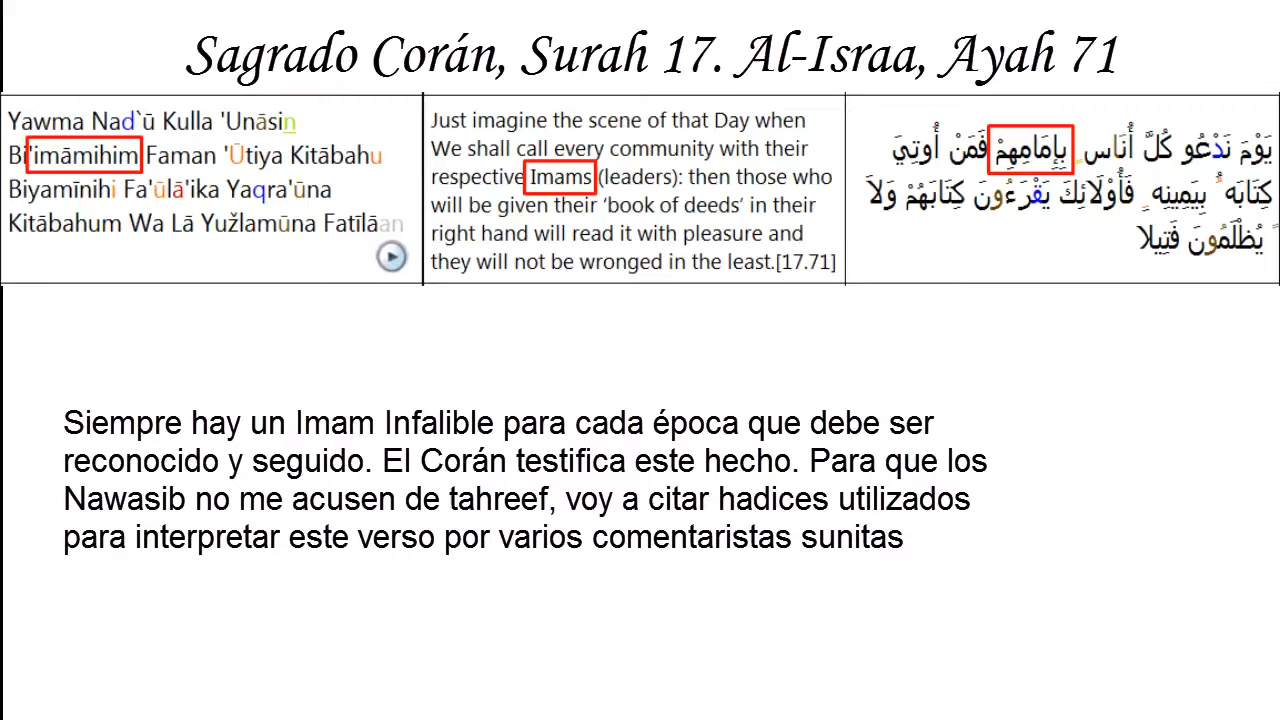 Sagrado Corán, Surah 17. Al-Israa, Ayah 71
Yawma Nad`ū Kulla 'Unāsin
Bi'imāmihim Faman 'Ūtiya Kitābahu
Biyamīnihi Fa'ūlā'ika Yaqra'ūna
Kitābahum Wa Lā Yužlamūna Fatīlāan
Just imagine the scene of that Day when
We shall call every community with their
respective Imams (leaders): then those who
will be given their ‘book of deeds’ in their
right hand will read it with pleasure and
they will not be wronged in the least.[17.71]
يَوْمَ نَدْعُو كُلَّ أُنَاسٍ بِإِمَامِهِمْ فَمَنْ أُوتِيَ
كِتَابَهُ بِيَمِينِهِ فَأُوْلَائِكَ يَقْرَءُونَ كِتَابَهُمْ وَلاَ
يُظْلَمُونَ فَتِيلاً
Siempre hay un Imam Infalible para cada época que debe ser
reconocido y seguido. El Corán testifica este hecho. Para que los
Nawasib no me acusen de tahreef, voy a citar hadices utilizados
para interpretar este verso por varios comentaristas sunitas